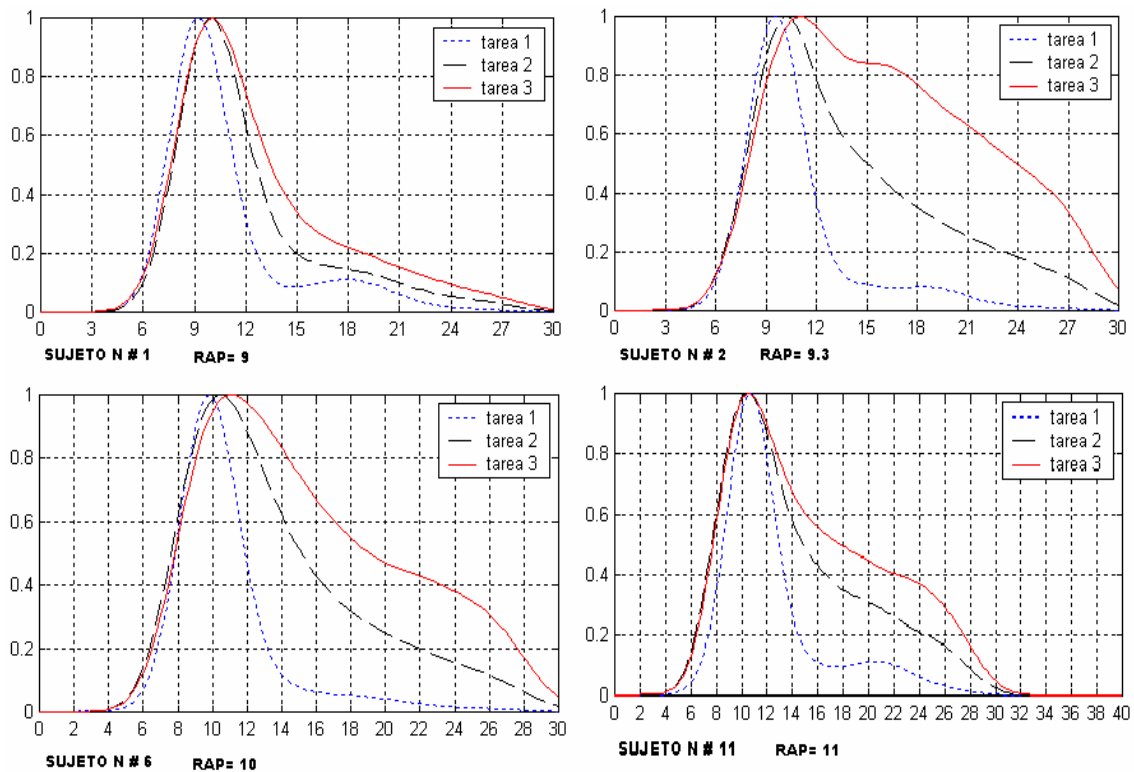 1
0.8
0.6
0.4
0.2
0
0 3 6 9 12 15 18 21 24 27 30
tarea 1
tarea 2
tarea 3
SUJETO N # 1 RAP= 9
1
0.8
0.6
0.4
0.2
0
0 3 6 9 12 15 18 21 24 27 30
tarea 1
tarea 2
tarea 3
SUJETO N # 2 RAP= 9.3
1
0.8
0.6
0.4
0.2
0
0 2 4 6 8 10 12 14 16 18 20 22 24 26 28 30
tarea 1
tarea 2
tarea 3
SUJETO N # 6 RAP= 10
1
0.8
0.6
0.4
0.2
0
0 2 4 6 8 10 12 14 16 18 20 22 24 26 28 30 32 34 36 38 40
tarea 1
tarea 2
tarea 3
SUJETO N # 11 RAP= 11